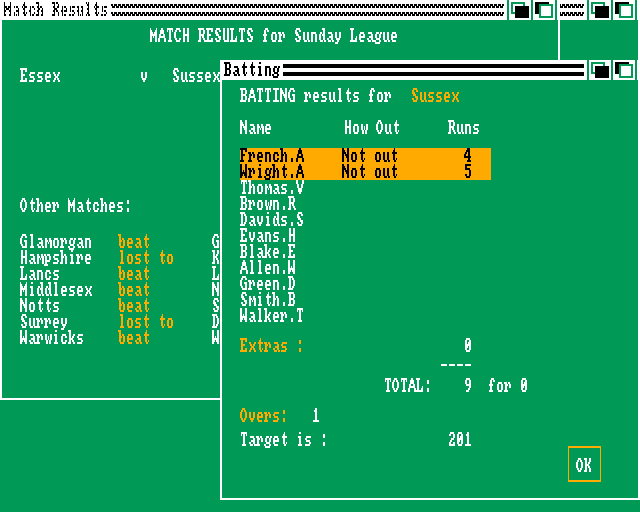 Match Results
MATCH RESULTS for Sunday League
Essex v Sussex
Other Matches:
Glamorgan beat G
Hampshire lost to K
Lancs beat L
Middlesex beat N
Notts beat S
Surrey lost to D
Warwicks beat W
Batting
BATTING results for Sussex
Name How Out Runs
French.A Not out 4
Wright.A Not out 5
Thomas.V
Brown.R
Davids.S
Evans.H
Blake.E
Allen.W
Green.D
Smith.B
Walker.T
Extras : 0
----
TOTAL: 9 for 0
Overs: 1
Target is : 201
OK